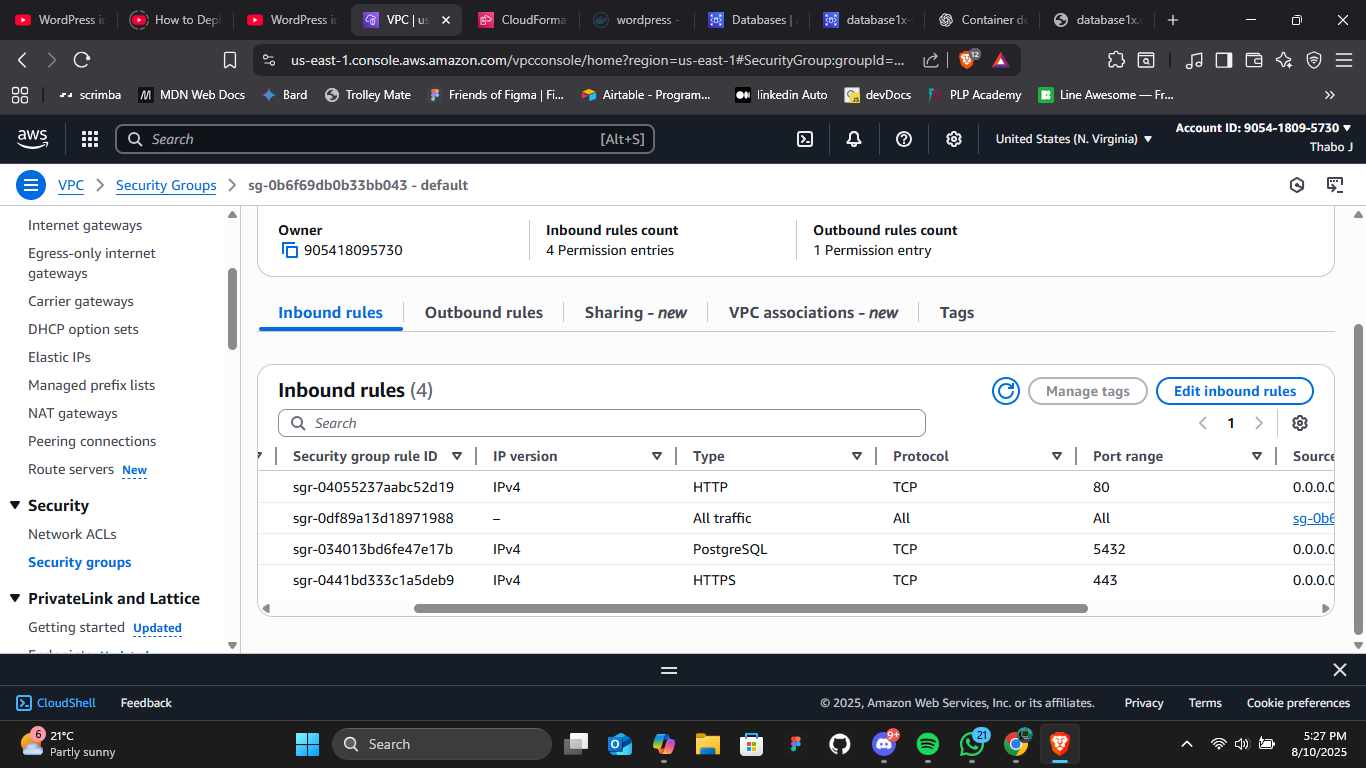 WordPress in
How to Depl
WordPress in
VPC | us
CloudForma
wordpress –
Databases |
database1x-
Container de
database1x.c
us-east-1.console.aws.amazon.com/vpcconsole/home?region=us-east-1#SecurityGroup:groupId=...
12
scrimba
MDN Web Docs
Bard
Trolley Mate
Friends of Figma | Fi...
Airtable - Program...
linkedin Auto
devDocs
PLP Academy
Line Awesome — Fr...
aws
Search
[Alt+S]
United States (N. Virginia)
Account ID: 9054-1809-5730
Thabo J
VPC
Security Groups
sg-0b6f69db0b33bb043 - default
Internet gateways
Egress-only internet
gateways
Carrier gateways
DHCP option sets
Elastic IPs
Managed prefix lists
NAT gateways
Peering connections
Route servers New
Security
Network ACLs
Security groups
PrivateLink and Lattice
Getting started Updated
Owner
905418095730
Inbound rules count
4 Permission entries
Outbound rules count
1 Permission entry
Inbound rules
Outbound rules
Sharing - new
VPC associations - new
Tags
Inbound rules (4)
Manage tags
Edit inbound rules
Search
1
Security group rule ID IP version Type Protocol Port range Source
sgr-04055237aabc52d19 IPv4 HTTP TCP 80 0.0.0.0
sgr-0df89a13d18971988 – All traffic All All sg-0b6
sgr-034013bd6fe47e17b IPv4 PostgreSQL TCP 5432 0.0.0.0
sgr-0441bd333c1a5deb9 IPv4 HTTPS TCP 443 0.0.0.0
CloudShell
Feedback
© 2025, Amazon Web Services, Inc. or its affiliates.
Privacy
Terms
Cookie preferences
6
21°C
Partly sunny
Search
9+
21
5:27 PM
8/10/2025